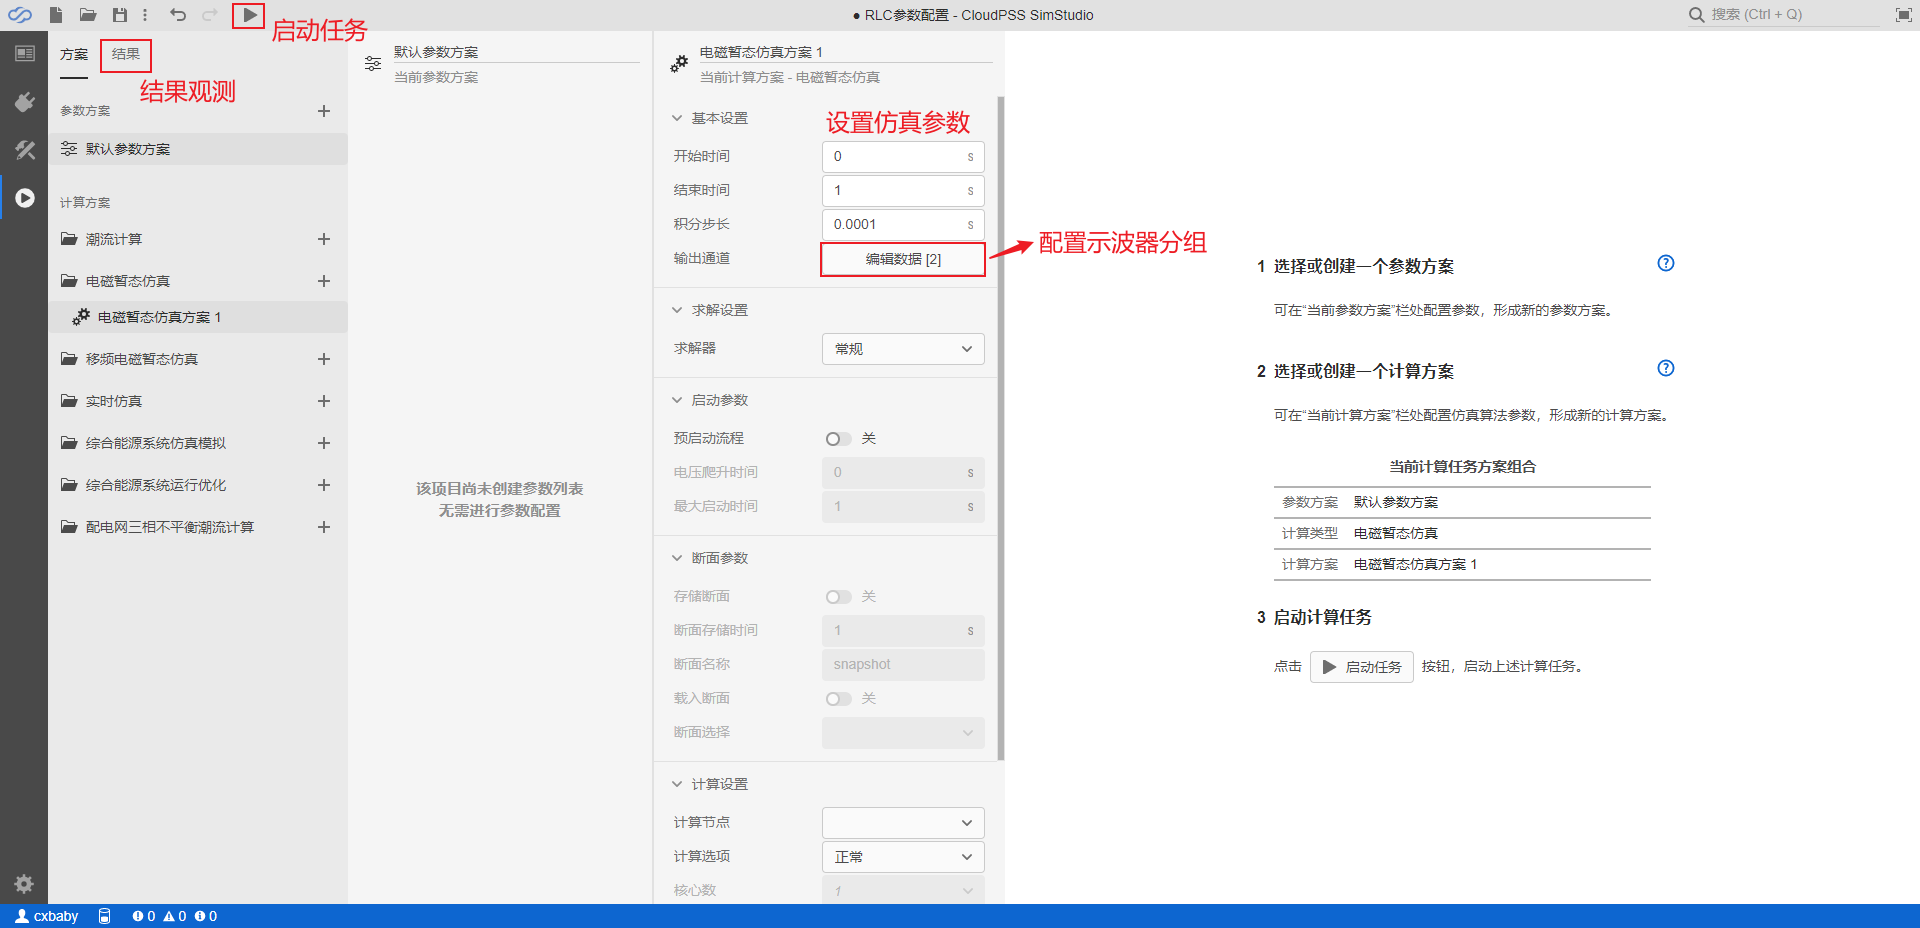 ● RLC参数配置 - CloudPSS SimStudio
搜索 (Ctrl + Q)
启动任务
方案
结果
结果观测
参数方案
默认参数方案
计算方案
潮流计算
电磁暂态仿真
电磁暂态仿真方案 1
移频电磁暂态仿真
实时仿真
综合能源系统仿真模拟
综合能源系统运行优化
配电网三相不平衡潮流计算
默认参数方案
当前参数方案
该项目尚未创建参数列表
无需进行参数配置
电磁暂态仿真方案 1
当前计算方案 - 电磁暂态仿真
基本设置
设置仿真参数
开始时间 0 s
结束时间 1 s
积分步长 0.0001 s
输出通道 编辑数据 [2]
配置示波器分组
求解设置
求解器 常规
启动参数
预启动流程 关
电压爬升时间 0 s
最大启动时间 1 s
断面参数
存储断面 关
断面存储时间 1 s
断面名称 snapshot
载入断面 关
断面选择
计算设置
计算节点
计算选项 正常
核心数 1
1 选择或创建一个参数方案
可在“当前参数方案”栏处配置参数，形成新的参数方案。
2 选择或创建一个计算方案
可在“当前计算方案”栏处配置仿真算法参数，形成新的计算方案。
当前计算任务方案组合
参数方案 默认参数方案
计算类型 电磁暂态仿真
计算方案 电磁暂态仿真方案 1
3 启动计算任务
点击 启动任务 按钮，启动上述计算任务。
cxbaby 0 0 0